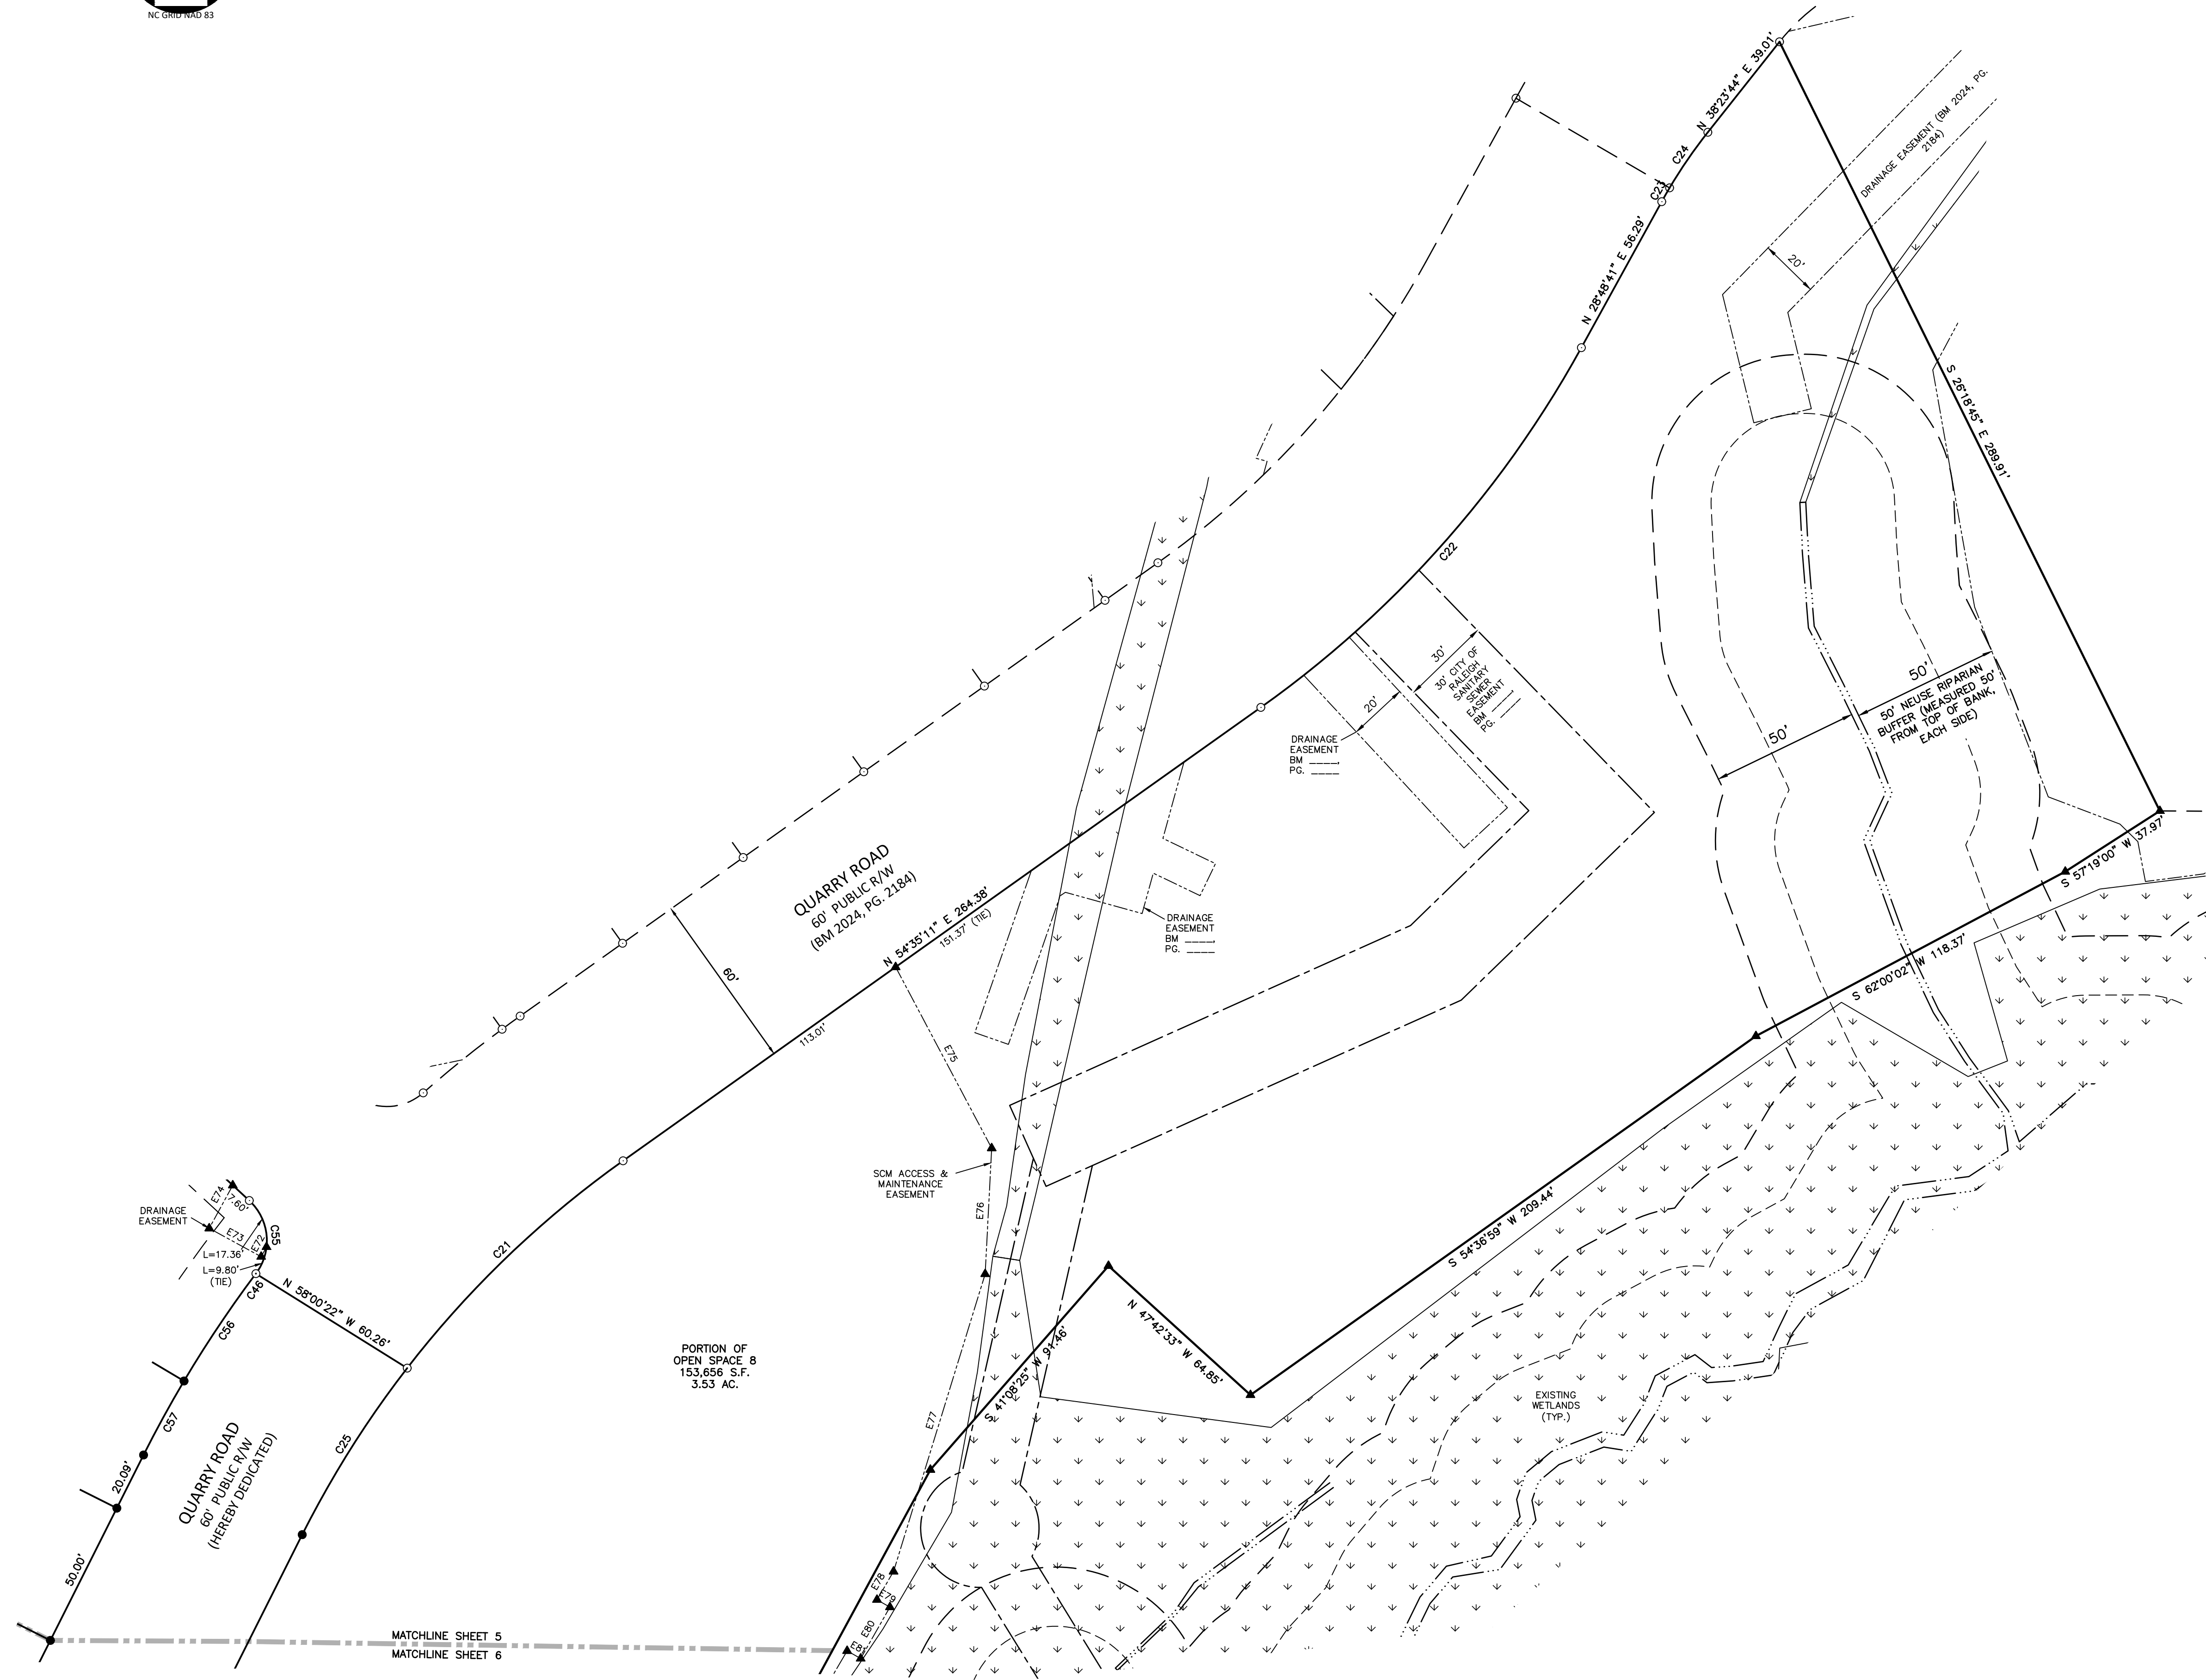 NC GRID NAD 83
N 38°23'44" E 39.01'
C24
C23
DRAINAGE EASEMENT (BM 2024, PG.
2184)
20'
N 28°48'41" E 56.29'
S 26°18'45" E 289.91'
C22
30'
30' CITY OF
RALEIGH
SANITARY
SEWER
EASEMENT
BM ____,
PG. ____
20'
DRAINAGE
EASEMENT
BM ____,
PG. ____
50'
50'
50' NEUSE RIPARIAN
BUFFER (MEASURED 50'
FROM TOP OF BANK,
EACH SIDE)
S 57°19'00" W 37.97'
S 62°00'02" W 118.37'
QUARRY ROAD
60' PUBLIC R/W
(BM 2024, PG. 2184)
N 54°35'11" E 264.38'
151.37' (TIE)
DRAINAGE
EASEMENT
BM ____,
PG. ____
60'
113.01'
E75
SCM ACCESS &
MAINTENANCE
EASEMENT
E76
S 54°36'59" W 209.44'
E74
7.60'
DRAINAGE
EASEMENT
E73
E72
C55
L=17.36'
L=9.80'
(TIE)
C46
N 58°00'22" W 60.26'
C21
C56
N 47°42'33" W 64.85'
S 41°08'25" W 91.46'
PORTION OF
OPEN SPACE 8
153,656 S.F.
3.53 AC.
EXISTING
WETLANDS
(TYP.)
E77
C57
C25
20.09'
QUARRY ROAD
60' PUBLIC R/W
(HEREBY DEDICATED)
50.00'
E78
E79
E80
MATCHLINE SHEET 5
MATCHLINE SHEET 6